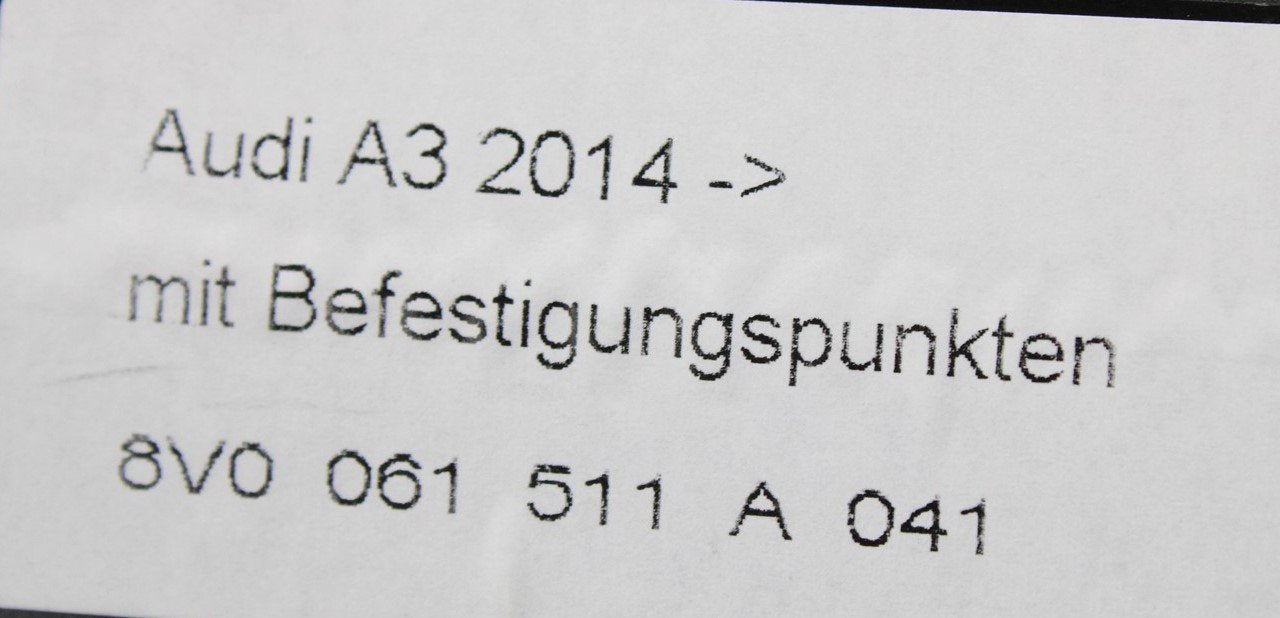 Audi A3 2014 ->
mit Befestigungspunkten
8V0 061 511 A 041